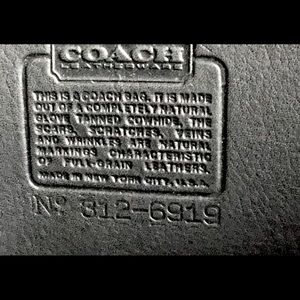 COACH
LEATHERWARE
THIS IS A COACH BAG. IT IS MADE
OUT OF A COMPLETELY NATURAL
GLOVE TANNED COWHIDE, THE
SCARS, SCRATCHES, VEINS
AND WRINKLES ARE NATURAL
MARKINGS CHARACTERISTIC
OF FULL-GRAIN LEATHERS.
MADE IN NEW YORK CITY, U.S.A.
Nº 312-6919